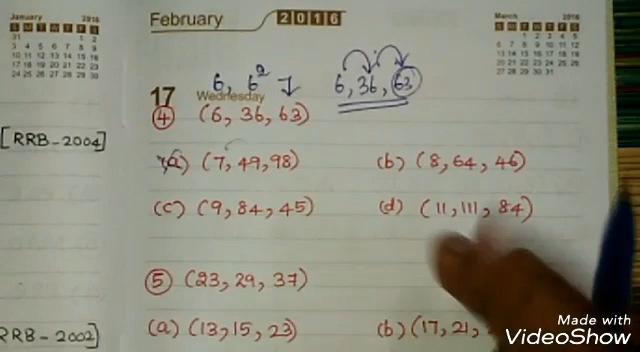 January 2016
February 2016
March 2016
6, 6² 7
6, 36, 63
17
Wednesday
④ (6, 36, 63)
[RRB-2004]
(a) (7, 49, 98) (b) (8, 64, 46)
(c) (9, 84, 45) (d) (11, 111, 84)
⑤ (23, 29, 37)
RRB-2002]
(a) (13, 15, 23) (b) (17, 21,
Made with
VideoShow